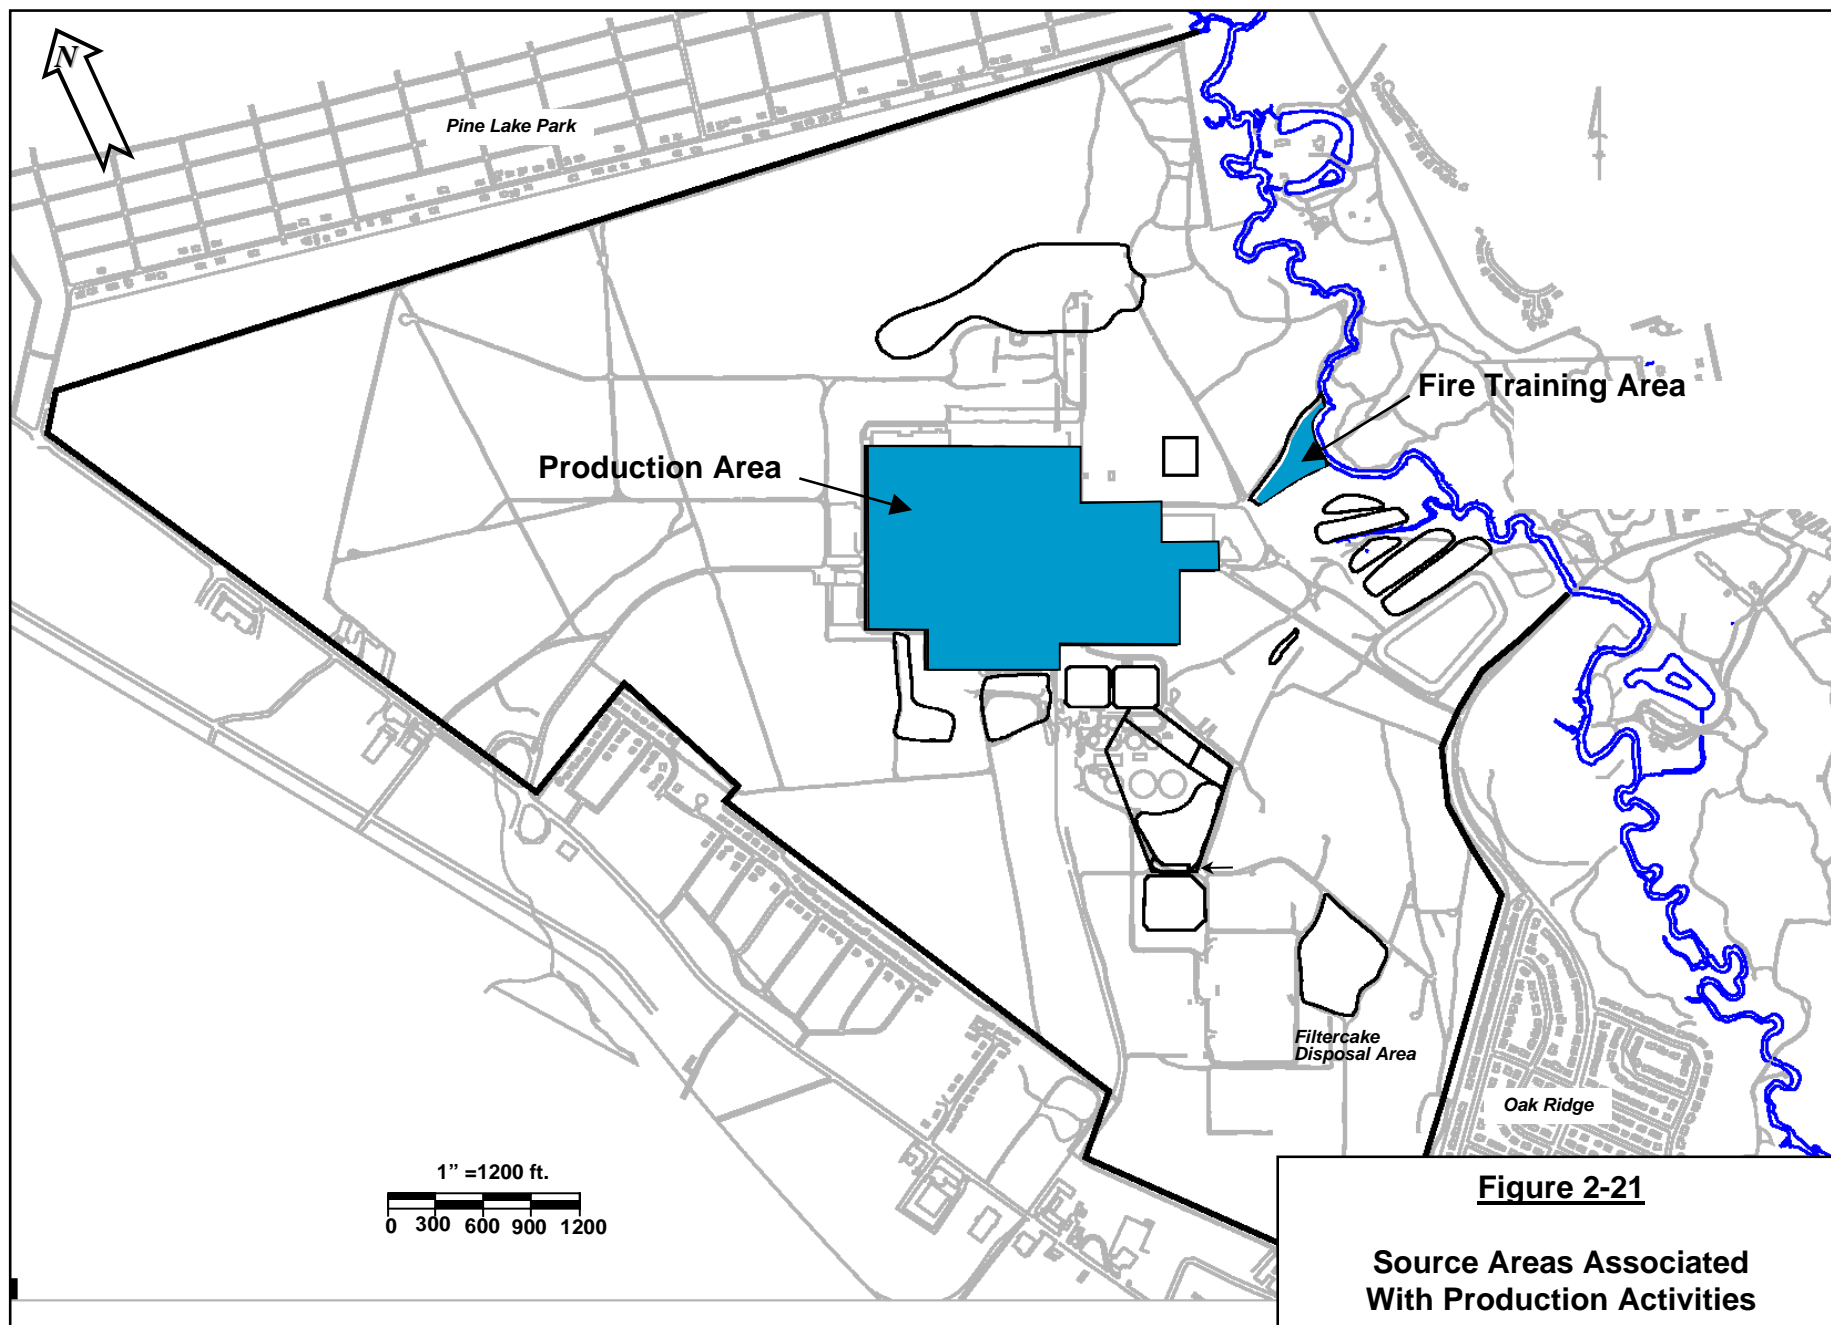 N
Pine Lake Park
Fire Training Area
Production Area
Filtercake
Disposal Area
Oak Ridge
1” =1200 ft.
0 300 600 900 1200
Figure 2-21
Source Areas Associated
With Production Activities